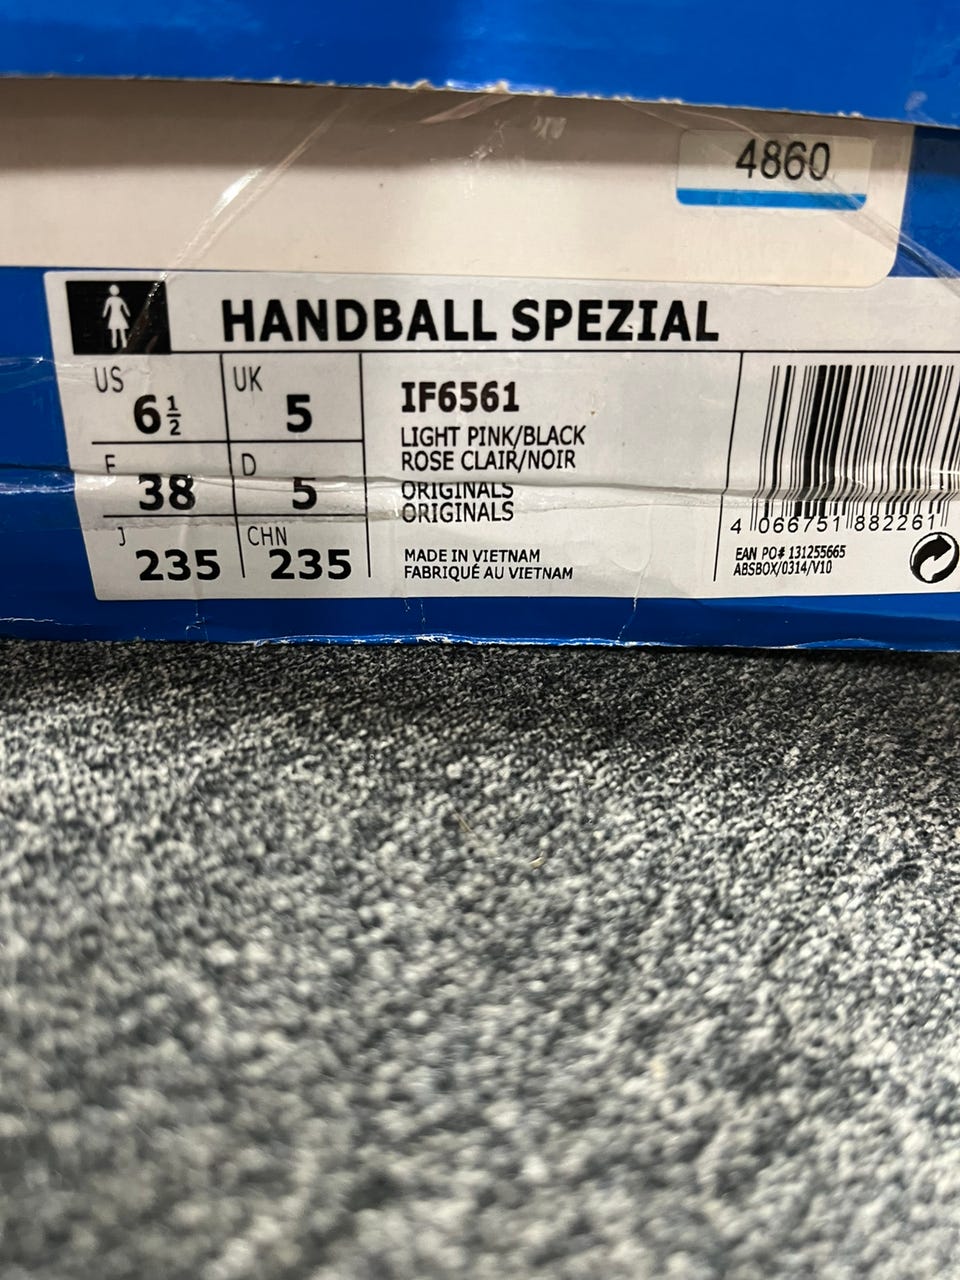 4860
HANDBALL SPEZIAL
US 6½ UK 5
F 38 D 5
J 235 CHN 235
IF6561
LIGHT PINK/BLACK
ROSE CLAIR/NOIR
ORIGINALS
ORIGINALS
MADE IN VIETNAM
FABRIQUÉ AU VIETNAM
4 066751 882261
EAN PO# 131255665
ABSBOX/0314/V10